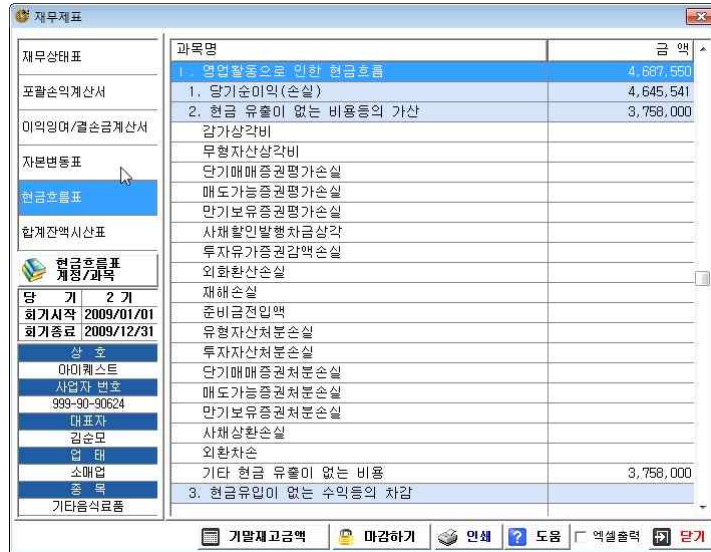 재무제표
재무상태표
포괄손익계산서
이익잉여/결손금계산서
자본변동표
현금흐름표
합계잔액시산표
현금흐름표
계정/과목
당 기 2 기
회기시작 2009/01/01
회기종료 2009/12/31
상 호
아이퀘스트
사업자 번호
999-90-90624
대표자
김순모
업 태
소매업
종 목
기타음식료품
과목명 금 액
Ⅰ. 영업활동으로 인한 현금흐름 4,687,550
1. 당기순이익(손실) 4,645,541
2. 현금 유출이 없는 비용등의 가산 3,758,000
감가상각비
무형자산상각비
단기매매증권평가손실
매도가능증권평가손실
만기보유증권평가손실
사채할인발행차금상각
투자유가증권감액손실
외화환산손실
재해손실
준비금전입액
유형자산처분손실
투자자산처분손실
단기매매증권처분손실
매도가능증권처분손실
만기보유증권처분손실
사채상환손실
외환차손
기타 현금 유출이 없는 비용 3,758,000
3. 현금유입이 없는 수익등의 차감
기말재고금액 마감하기 인쇄 도움 엑셀출력 닫기